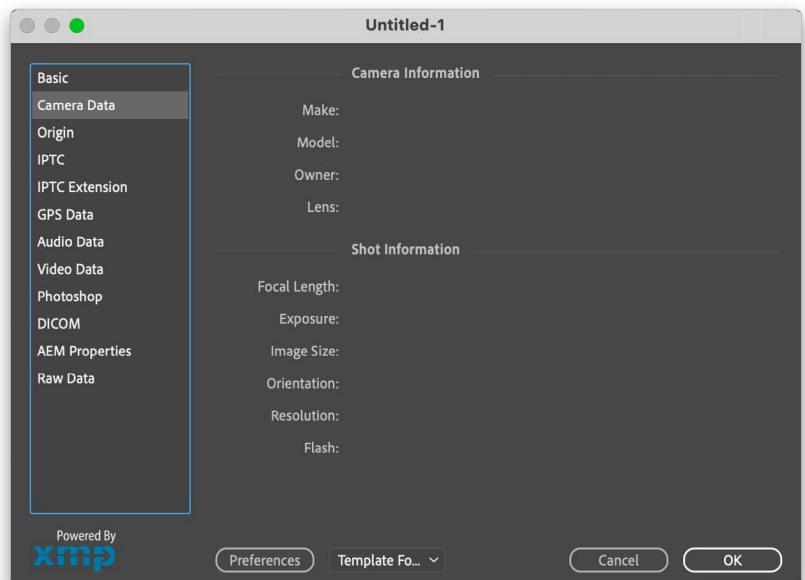 Untitled-1
Basic
Camera Data
Origin
IPTC
IPTC Extension
GPS Data
Audio Data
Video Data
Photoshop
DICOM
AEM Properties
Raw Data
Camera Information
Make:
Model:
Owner:
Lens:
Shot Information
Focal Length:
Exposure:
Image Size:
Orientation:
Resolution:
Flash:
Powered By
xmp
Preferences
Template Fo...
Cancel
OK